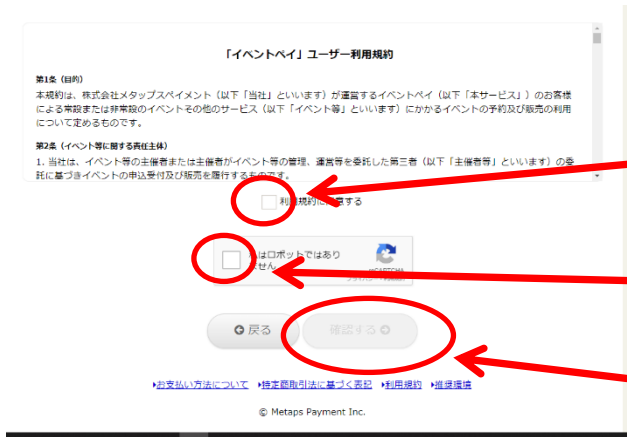 「イベントペイ」ユーザー利用規約
第1条（目的）
本規約は、株式会社メタップスペイメント（以下「当社」といいます）が運営するイベントペイ（以下「本サービス」）のお客様
による常設または非常設のイベントその他のサービス（以下「イベント等」といいます）にかかるイベントの予約及び販売の利用
について定めるものです。
第2条（イベント等に関する責任主体）
1. 当社は、イベント等の主催者または主催者がイベント等の管理、運営等を委託した第三者（以下「主催者等」といいます）の委
託に基づきイベントの申込受付及び販売を履行するものです。
利用規約に同意する
私はロボットではあり
ません
reCAPTCHA
戻る
確認する
お支払い方法について 特定商取引法に基づく表記 利用規約 推奨環境
© Metaps Payment Inc.